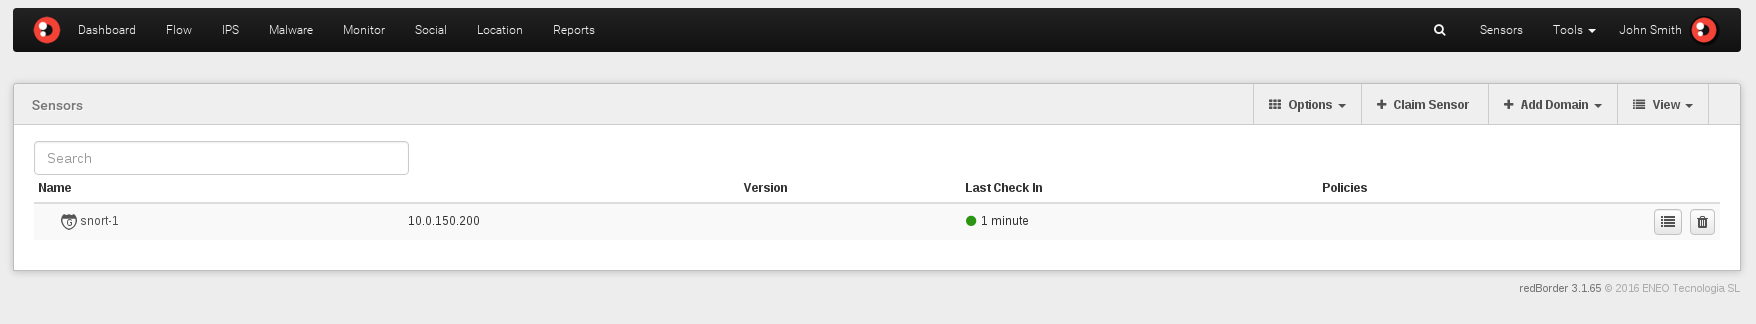 Dashboard Flow IPS Malware Monitor Social Location Reports Sensors Tools John Smith
Sensors Options Claim Sensor Add Domain View
Search
Name Version Last Check In Policies
G snort-1 10.0.150.200 1 minute
redBorder 3.1.65 © 2016 ENEO Tecnologia SL